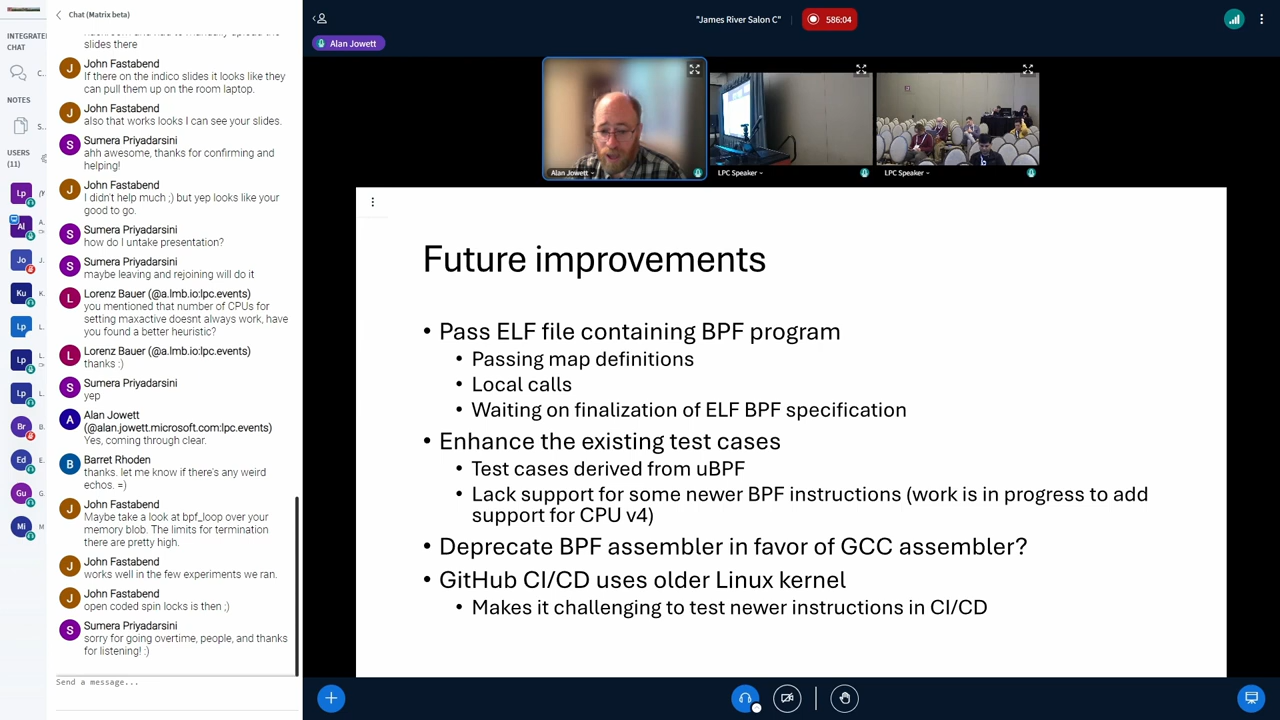 INTEGRATE
CHAT
C.
NOTES
S..
USERS
(11)
Lp
Al
A.
Jo
J.
Ku
K.
Lp
L.
Lp
L.
Lp
L.
Br
B.
Ed
E.
Gu
G.
Mi
M
Chat (Matrix beta)
slides there
J
John Fastabend
If there on the indico slides it looks like they
can pull them up on the room laptop.
J
John Fastabend
also that works looks I can see your slides.
S
Sumera Priyadarsini
ahh awesome, thanks for confirming and
helping!
J
John Fastabend
I didn't help much ;) but yep looks like your
good to go.
S
Sumera Priyadarsini
how do I untake presentation?
S
Sumera Priyadarsini
maybe leaving and rejoining will do it
L
Lorenz Bauer (@a.lmb.io:lpc.events)
you mentioned that number of CPUs for
setting maxactive doesnt always work, have
you found a better heuristic?
L
Lorenz Bauer (@a.lmb.io:lpc.events)
thanks :)
S
Sumera Priyadarsini
yep
A
Alan Jowett
(@alan.jowett.microsoft.com:lpc.events)
Yes, coming through clear.
B
Barret Rhoden
thanks. let me know if there's any weird
echos. =)
J
John Fastabend
Maybe take a look at bpf_loop over your
memory blob. The limits for termination
there are pretty high.
J
John Fastabend
works well in the few experiments we ran.
J
John Fastabend
open coded spin locks is then ;)
S
Sumera Priyadarsini
sorry for going overtime, people, and thanks
for listening! :)
Send a message...
"James River Salon C"
586:04
Alan Jowett
Alan Jowett
LPC Speaker
LPC Speaker
Future improvements
• Pass ELF file containing BPF program
• Passing map definitions
• Local calls
• Waiting on finalization of ELF BPF specification
• Enhance the existing test cases
• Test cases derived from uBPF
• Lack support for some newer BPF instructions (work is in progress to add
support for CPU v4)
• Deprecate BPF assembler in favor of GCC assembler?
• GitHub CI/CD uses older Linux kernel
• Makes it challenging to test newer instructions in CI/CD